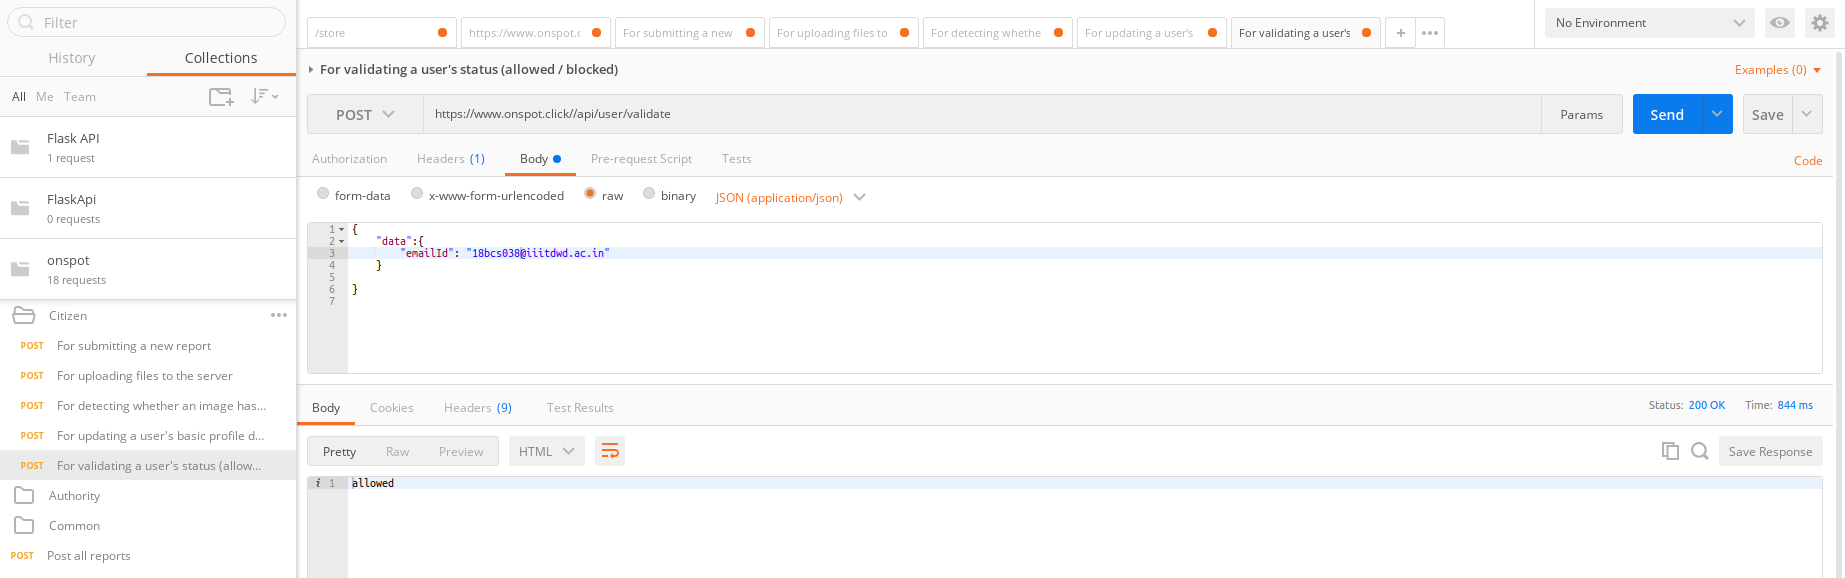 Filter
History
Collections
All Me Team
Flask API
1 request
FlaskApi
0 requests
onspot
18 requests
Citizen
POST For submitting a new report
POST For uploading files to the server
POST For detecting whether an image has...
POST For updating a user's basic profile d...
POST For validating a user's status (allow...
Authority
Common
POST Post all reports
/store
https://www.onspot.c
For submitting a new
For uploading files to
For detecting whethe
For updating a user's
For validating a user's
+
No Environment
For validating a user's status (allowed / blocked)
Examples (0)
POST
https://www.onspot.click//api/user/validate
Params
Send
Save
Authorization
Headers (1)
Body
Pre-request Script
Tests
Code
form-data
x-www-form-urlencoded
raw
binary
JSON (application/json)
1 {
2 "data":{
3 "emailId": "18bcs038@iiitdwd.ac.in"
4 }
5
6 }
7
Body
Cookies
Headers (9)
Test Results
Status: 200 OK
Time: 844 ms
Pretty
Raw
Preview
HTML
Save Response
i 1 allowed